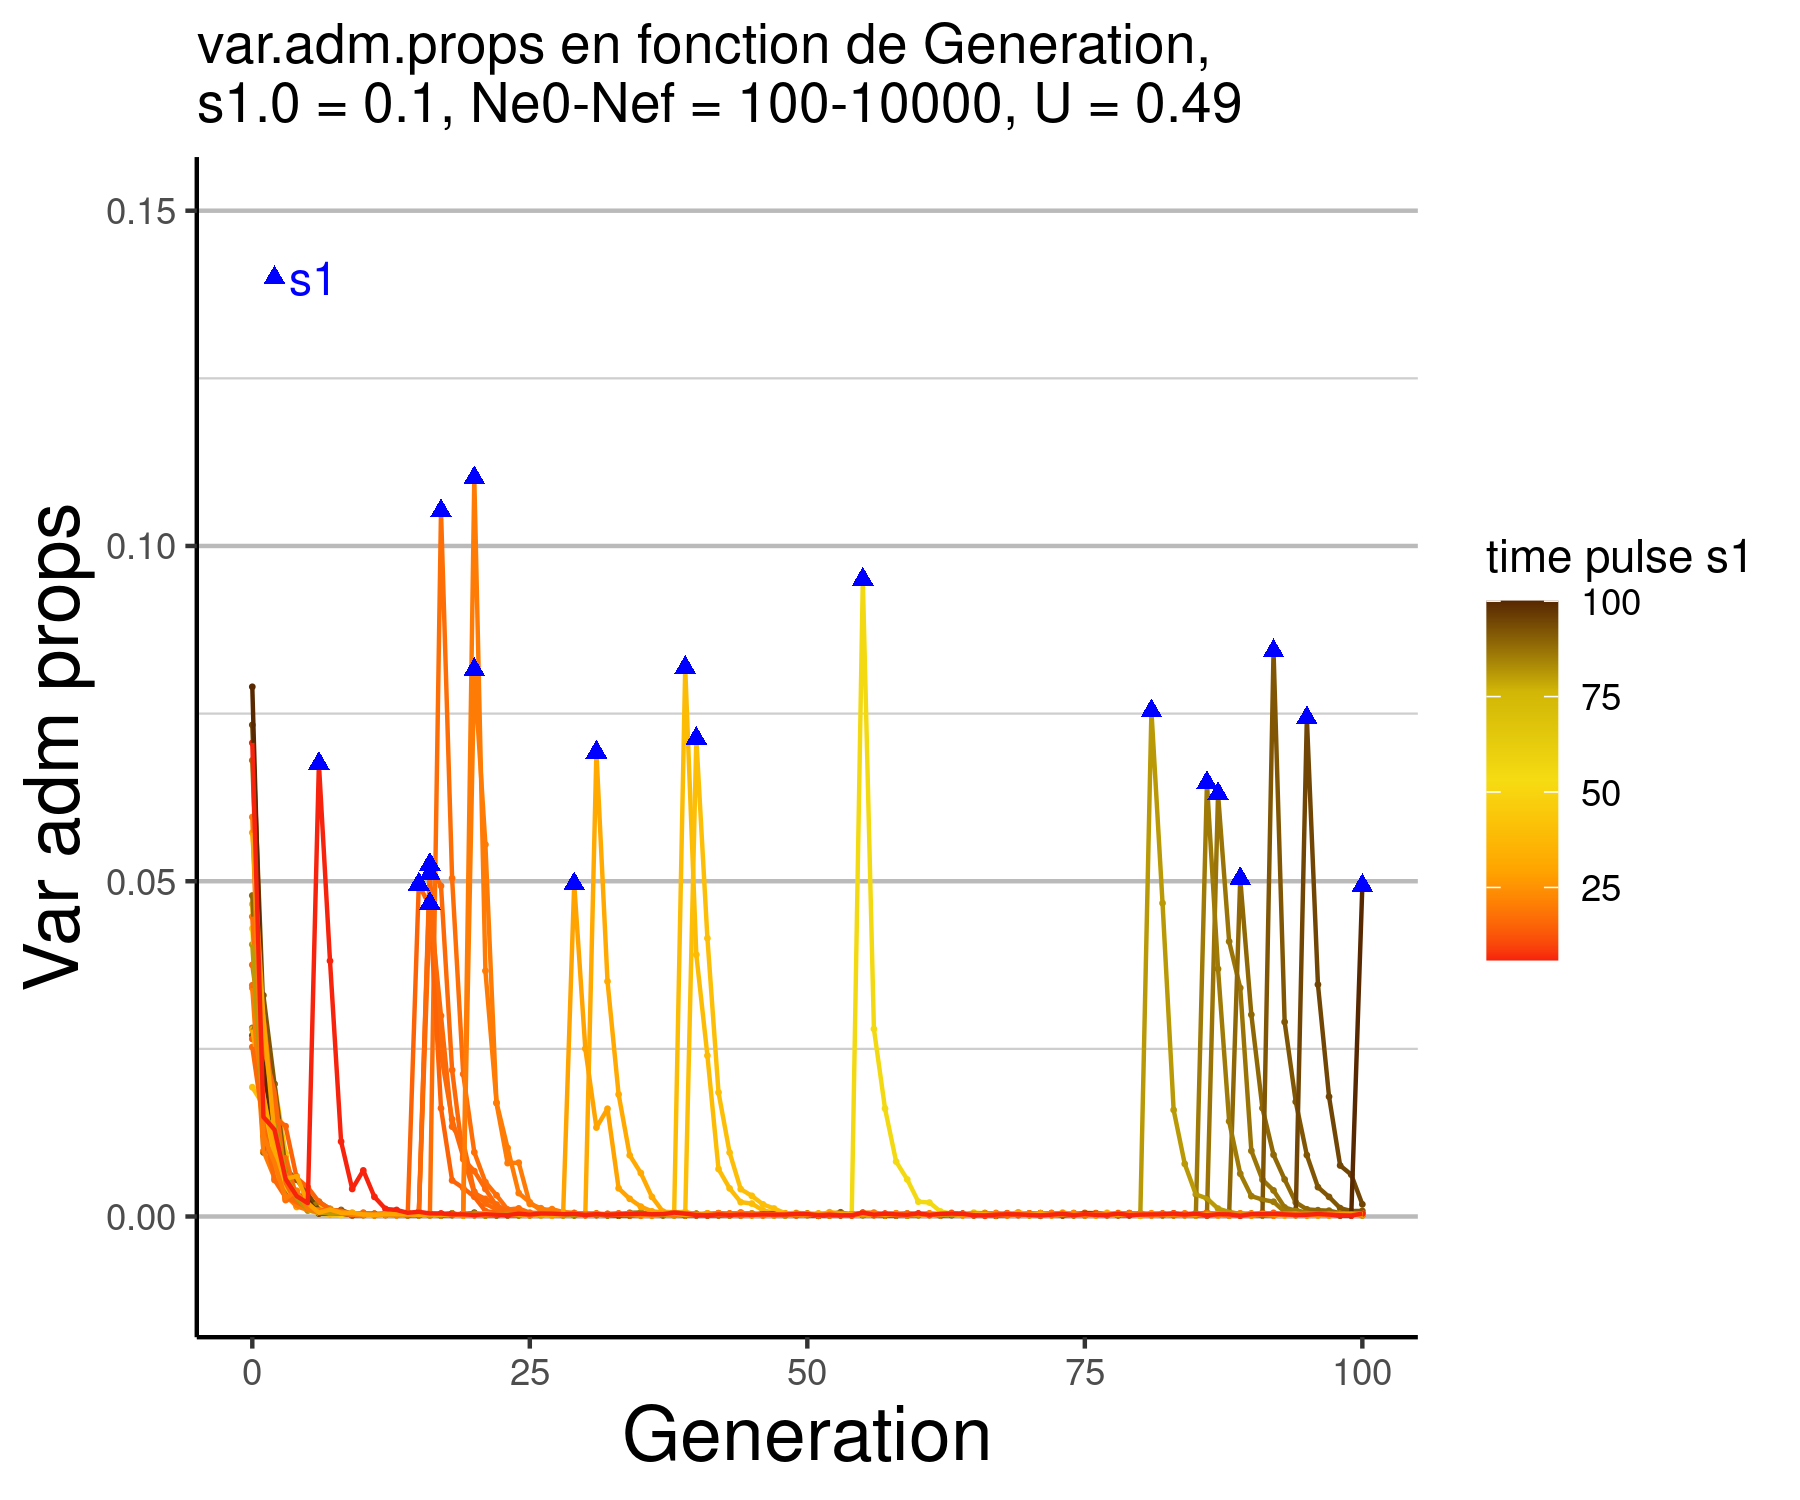 var.adm.props en fonction de Generation,
s1.0 = 0.1, Ne0-Nef = 100-10000, U = 0.49
0.15
s1
0.10
0.05
0.00
Var adm props
0
25
50
75
100
Generation
time pulse s1
100
75
50
25